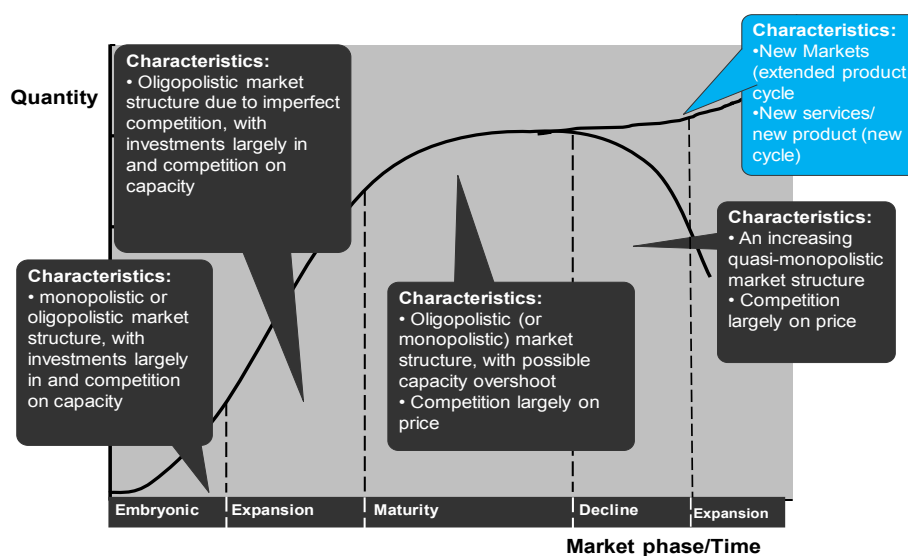 Quantity
Characteristics:
• Oligopolistic market
structure due to imperfect
competition, with
investments largely in
in and competition on
capacity
Characteristics:
•New Markets
(extended product
cycle
•New services/
new product (new
cycle)
Characteristics:
• monopolistic or
oligopolistic market
structure, with
investments largely
in and competition
on capacity
Characteristics:
• Oligopolistic (or
monopolistic) market
structure, with possible
capacity overshoot
• Competition largely on
price
Characteristics:
• An increasing
quasi-monopolistic
market structure
• Competition
largely on price
Embryonic
Expansion
Maturity
Decline
Expansion
Market phase/Time